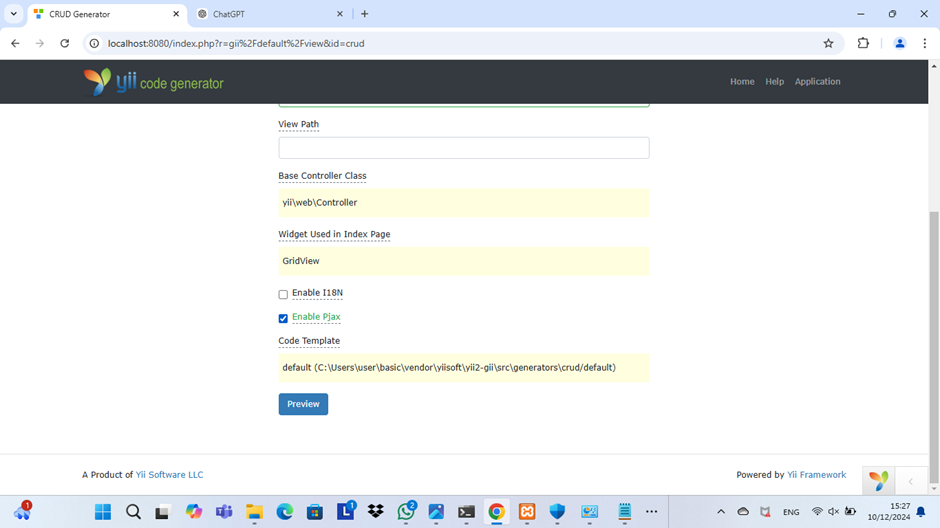 CRUD Generator
ChatGPT
localhost:8080/index.php?r=gii%2Fdefault%2Fview&id=crud
yii code generator
Home Help Application
View Path
Base Controller Class
yii\web\Controller
Widget Used in Index Page
GridView
Enable I18N
Enable Pjax
Code Template
default (C:\Users\user\basic\vendor\yiisoft\yii2-gii\src\generators\crud/default)
Preview
A Product of Yii Software LLC
Powered by Yii Framework
1
L
1
2
ENG
15:27
10/12/2024